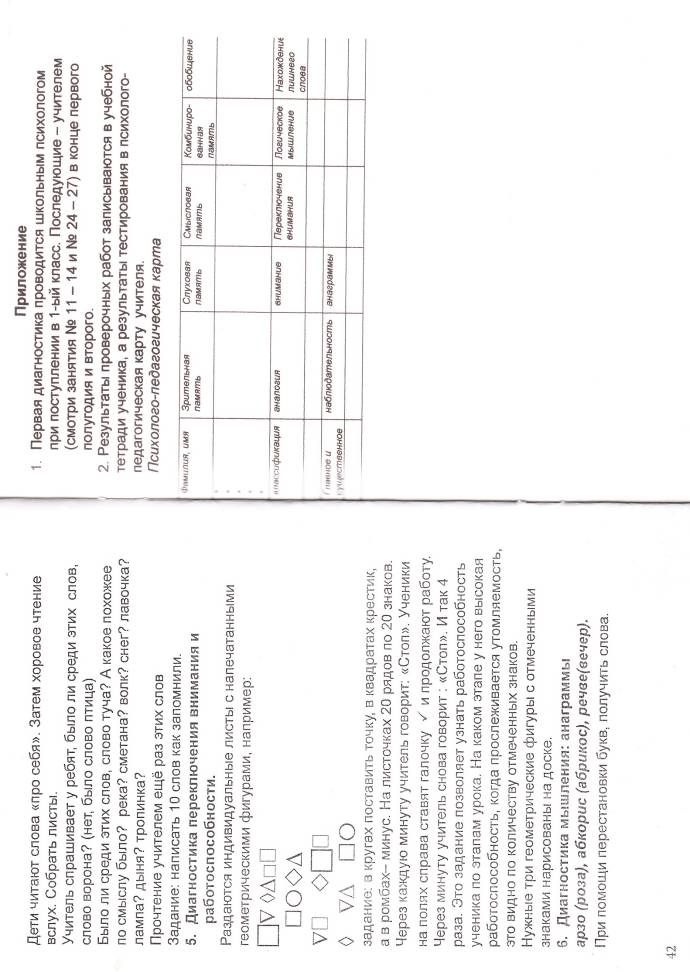 Дети читают слова «про себя». Затем хоровое чтение
вслух. Собрать листы.
Учитель спрашивает у ребят, было ли среди этих слов,
слово ворона? (нет, было слово птица)
Было ли среди этих слов, слово туча? А какое похожее
по смыслу было? река? сметана? волк? снег? лавочка?
лампа? дыня? тропинка?
Прочтение учителем ещё раз этих слов
Задание: написать 10 слов как запомнили.
5. Диагностика переключения внимания и
работоспособности.
Раздаются индивидуальные листы с напечатанными
геометрическими фигурами, например:
задание: в кругах поставить точку, в квадратах крестик,
а в ромбах– минус. На листочках 20 рядов по 20 знаков.
Через каждую минуту учитель говорит: «Стоп». Ученики
на полях справа ставят галочку ✓ и продолжают работу.
Через минуту учитель снова говорит : «Стоп». И так 4
раза. Это задание позволяет узнать работоспособность
ученика по этапам урока. На каком этапе у него высокая
работоспособность, когда прослеживается утомляемость,
это видно по количеству отмеченных знаков.
Нужные три геометрические фигуры с отмеченными
знаками нарисованы на доске.
6. Диагностика мышления: анаграммы
арзо (роза), абкорис (абрикос), речве(вечер).
При помощи перестановки букв, получить слова.
42
Приложение
1. Первая диагностика проводится школьным психологом
при поступлении в 1-ый класс. Последующие – учителем
(смотри занятия № 11 – 14 и № 24 – 27) в конце первого
полугодия и второго.
2. Результаты проверочных работ записываются в учебной
тетради ученика, а результаты тестирования в психолого-
педагогическая карту учителя.
Психолого-педагогическая карта
Фамилия, имя Зрительная память Слуховая память Смысловая память Комбиниро-ванная память обобщение
классификация аналогия внимание Переключение внимания Логическое мышление Нахождение лишнего слова
Главное и существенное наблюдательность анаграммы